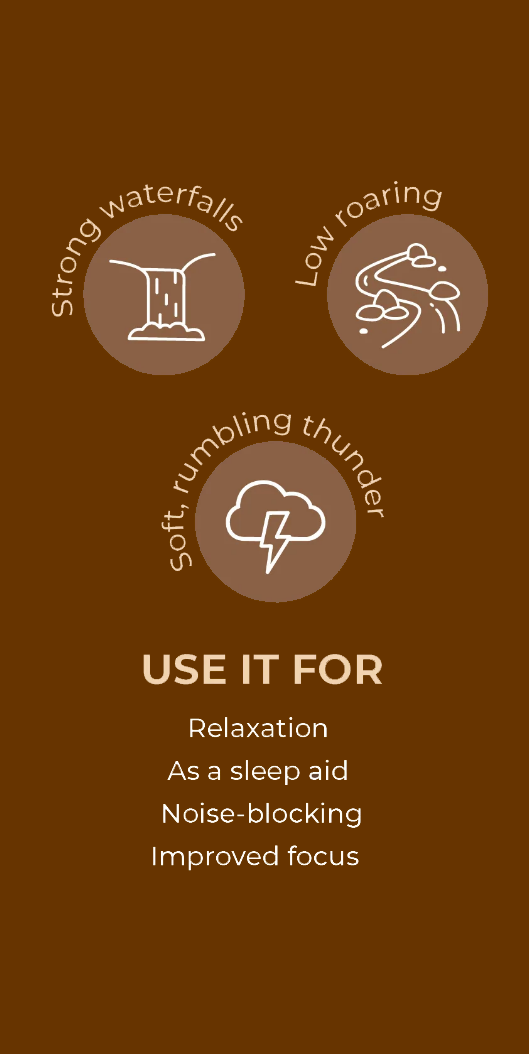 Strong waterfalls
Low roaring
Soft, rumbling thunder
USE IT FOR
Relaxation
As a sleep aid
Noise-blocking
Improved focus